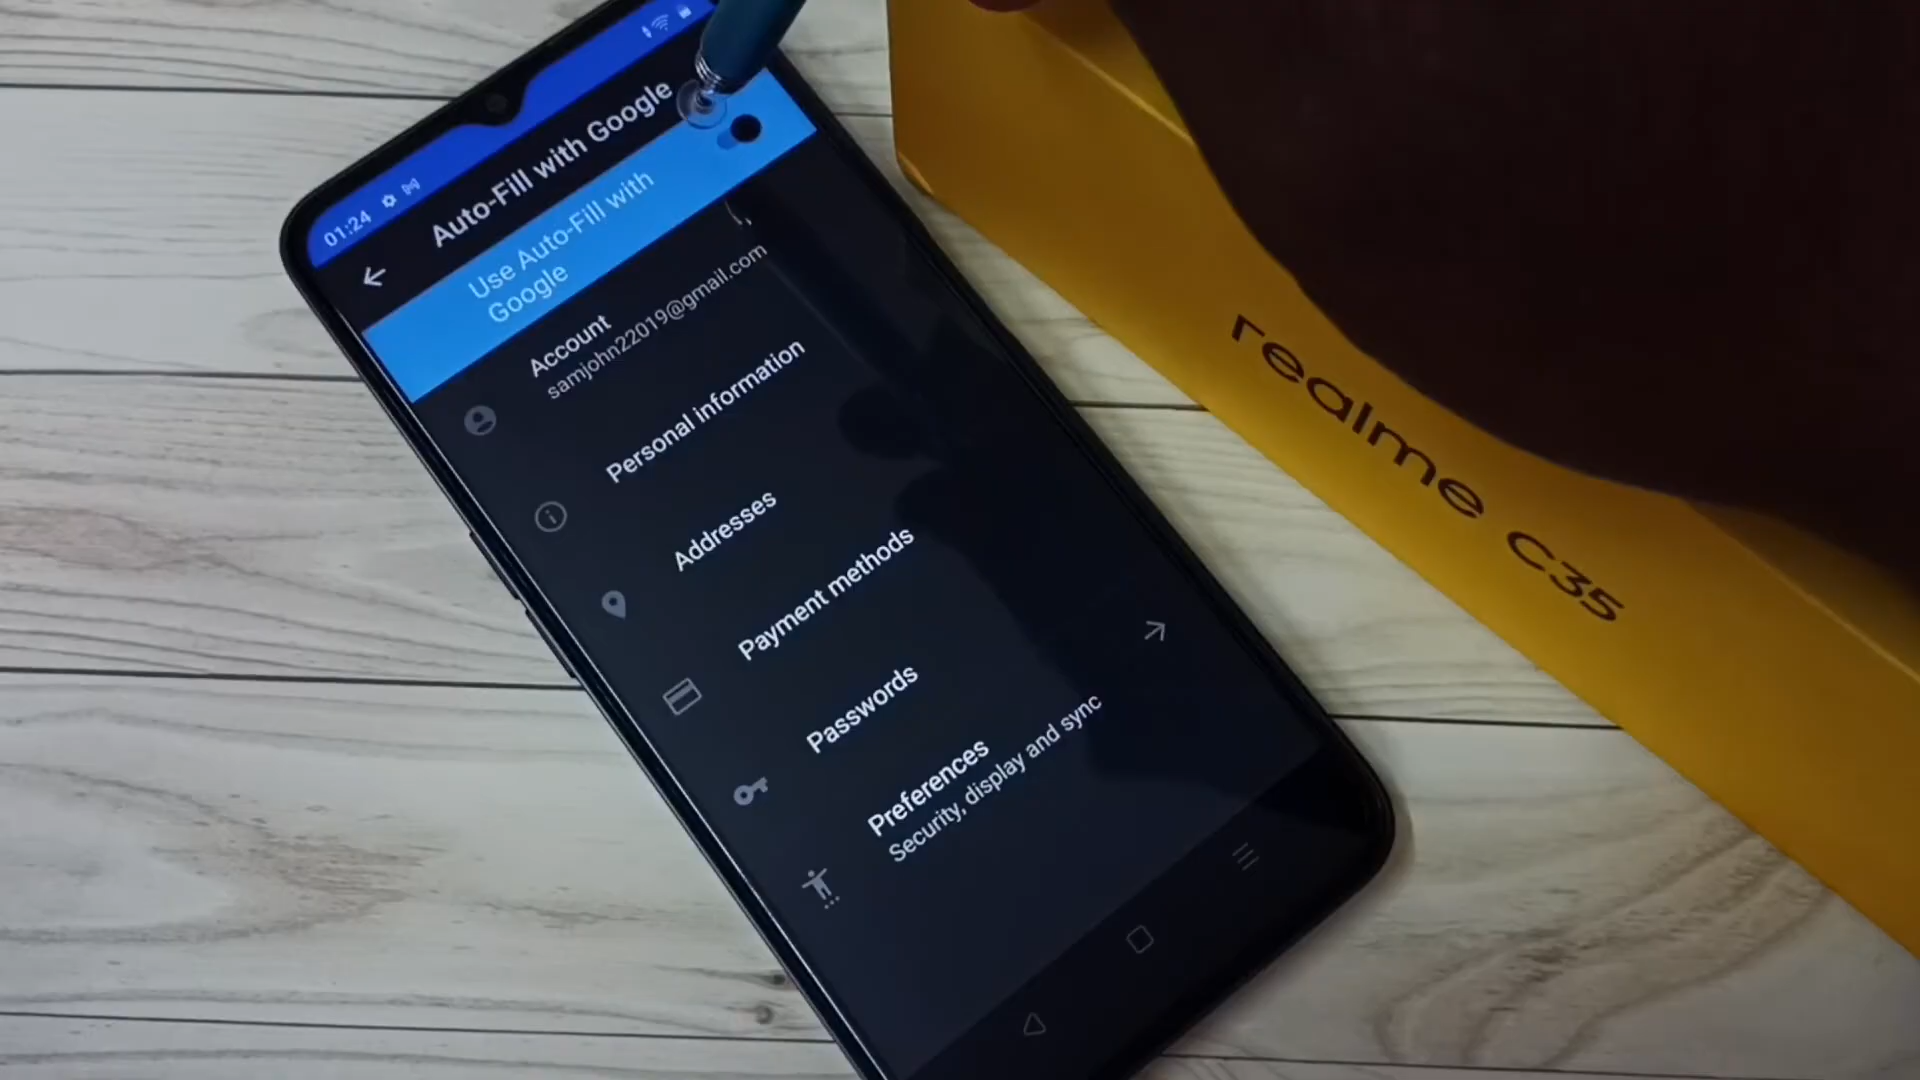 01:24
Auto-Fill with Google
Use Auto-Fill with
Google
Account
samjohn22019@gmail.com
Personal information
Addresses
Payment methods
Passwords
Preferences
Security, display and sync
realme C35